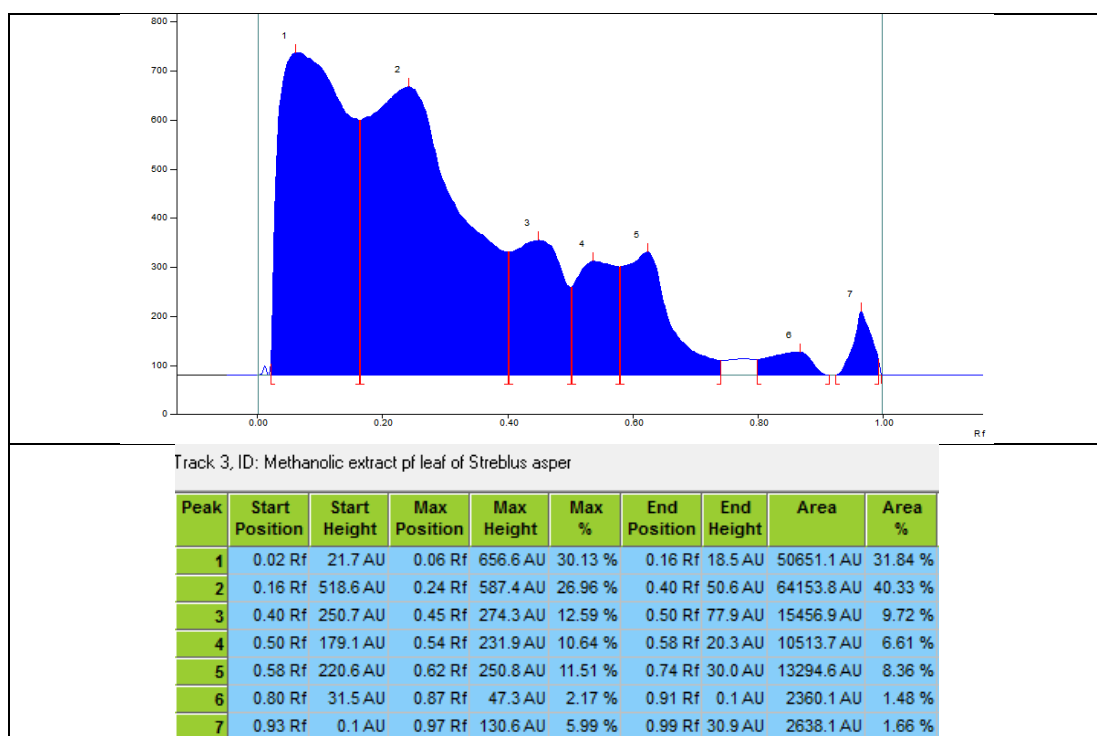 800
1
700
2
600
500
400
3
4
5
300
7
200
6
100
0
0.00 0.20 0.40 0.60 0.80 1.00
Rf
Track 3, ID: Methanolic extract pf leaf of Streblus asper
Peak Start Position Start Height Max Position Max Height Max % End Position End Height Area Area %
1 0.02 Rf 21.7 AU 0.06 Rf 656.6 AU 30.13 % 0.16 Rf 18.5 AU 50651.1 AU 31.84 %
2 0.16 Rf 518.6 AU 0.24 Rf 587.4 AU 26.96 % 0.40 Rf 50.6 AU 64153.8 AU 40.33 %
3 0.40 Rf 250.7 AU 0.45 Rf 274.3 AU 12.59 % 0.50 Rf 77.9 AU 15456.9 AU 9.72 %
4 0.50 Rf 179.1 AU 0.54 Rf 231.9 AU 10.64 % 0.58 Rf 20.3 AU 10513.7 AU 6.61 %
5 0.58 Rf 220.6 AU 0.62 Rf 250.8 AU 11.51 % 0.74 Rf 30.0 AU 13294.6 AU 8.36 %
6 0.80 Rf 31.5 AU 0.87 Rf 47.3 AU 2.17 % 0.91 Rf 0.1 AU 2360.1 AU 1.48 %
7 0.93 Rf 0.1 AU 0.97 Rf 130.6 AU 5.99 % 0.99 Rf 30.9 AU 2638.1 AU 1.66 %